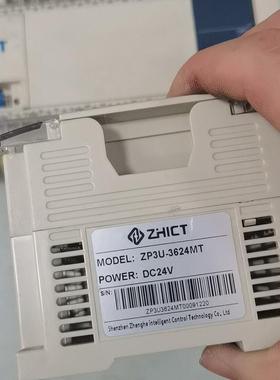 ZHICT
MODEL: ZP3U-3624MT
POWER: DC24V
S/N:
ZP3U3624MT00091220
Shenzhen Zhenghe Intelligent Control Technology Co., Ltd